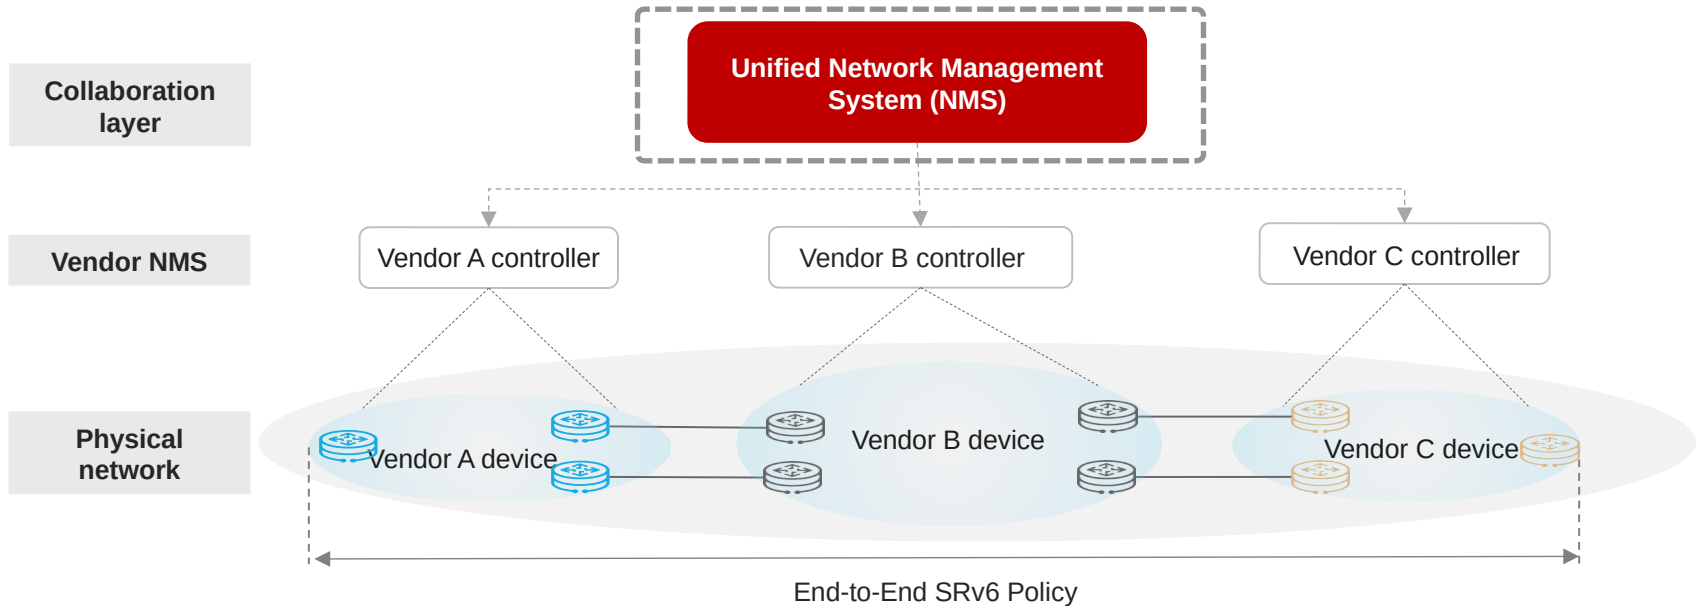 Unified Network Management
System (NMS)
Collaboration
layer
Vendor NMS
Vendor A controller
Vendor B controller
Vendor C controller
Physical
network
Vendor A device
Vendor B device
Vendor C device
End-to-End SRv6 Policy